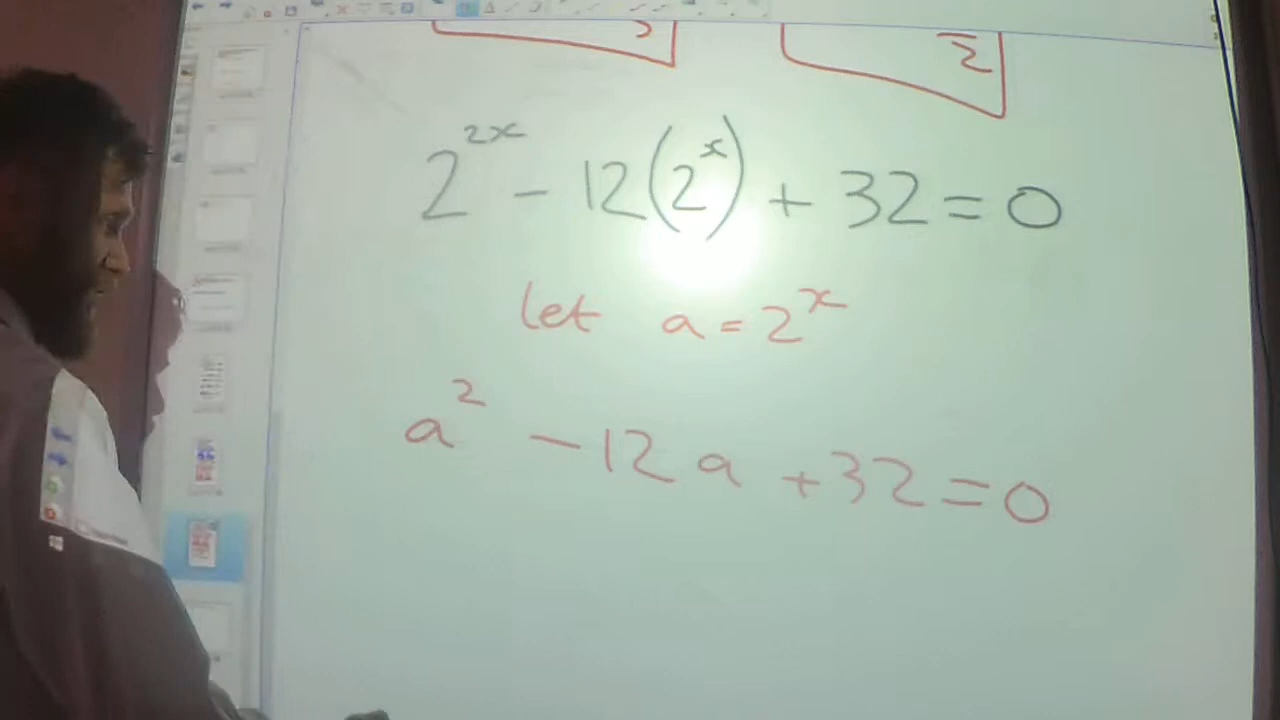 2^{2x} - 12(2^x) + 32 = 0
let a = 2^x
a^2 - 12a + 32 = 0